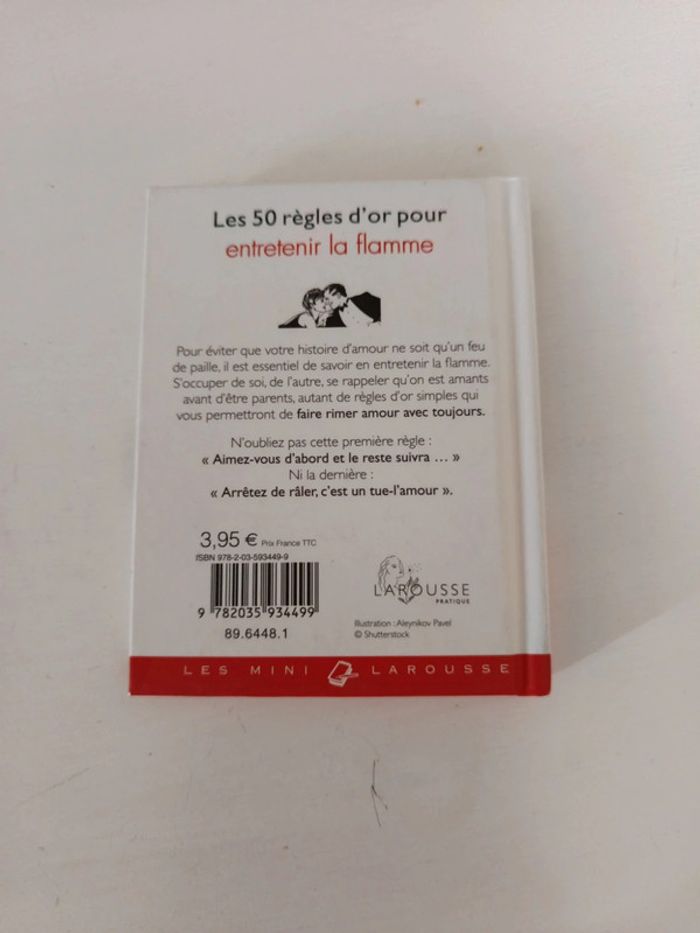 Les 50 règles d'or pour
entretenir la flamme
Pour éviter que votre histoire d'amour ne soit qu'un feu
de paille, il est essentiel de savoir en entretenir la flamme.
S'occuper de soi, de l'autre, se rappeler qu'on est amants
avant d'être parents, autant de règles d'or simples qui
vous permettront de faire rimer amour avec toujours.
N'oubliez pas cette première règle :
« Aimez-vous d'abord et le reste suivra ... »
Ni la dernière :
« Arrêtez de râler, c'est un tue-l'amour ».
3,95 € Prix France TTC
ISBN 978-2-03-593449-9
9 782035 934499
89.6448.1
LAROUSSE
PRATIQUE
Illustration : Aleynikov Pavel
© Shutterstock
LES MINI LAROUSSE